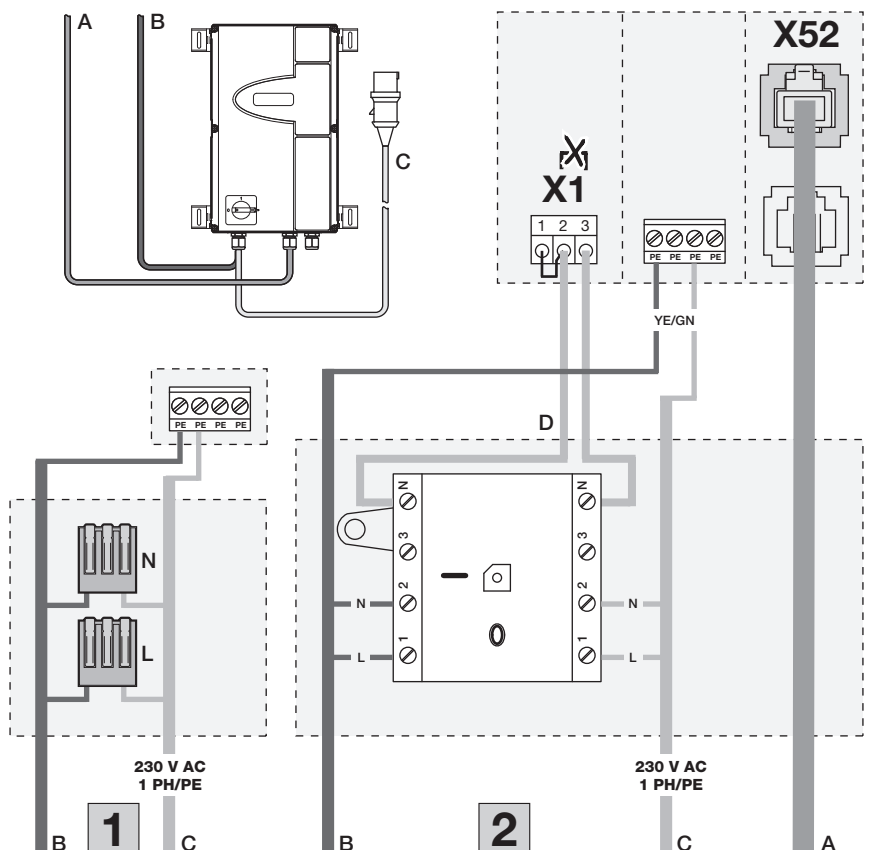 A B
C
X52
X1
1 2 3
PE PE PE PE
YE/GN
PE PE PE PE
D
N
L
N N
3 3
2 2
1 1
N N
L L
0
230 V AC
1 PH/PE
230 V AC
1 PH/PE
B 1 C
B 2 C A